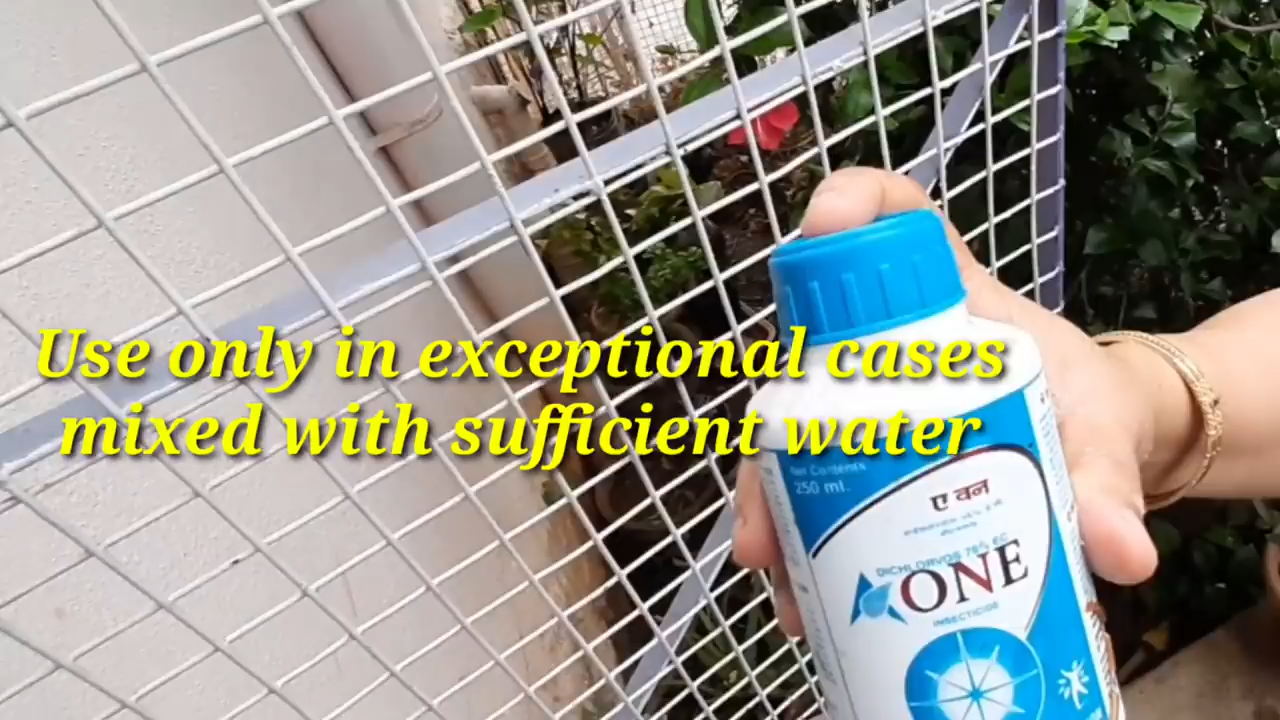 Use only in exceptional cases
mixed with sufficient water
Net Contents
250 ml.
ए वन
DICHLORVOS 76% EC
A ONE
INSECTICIDE